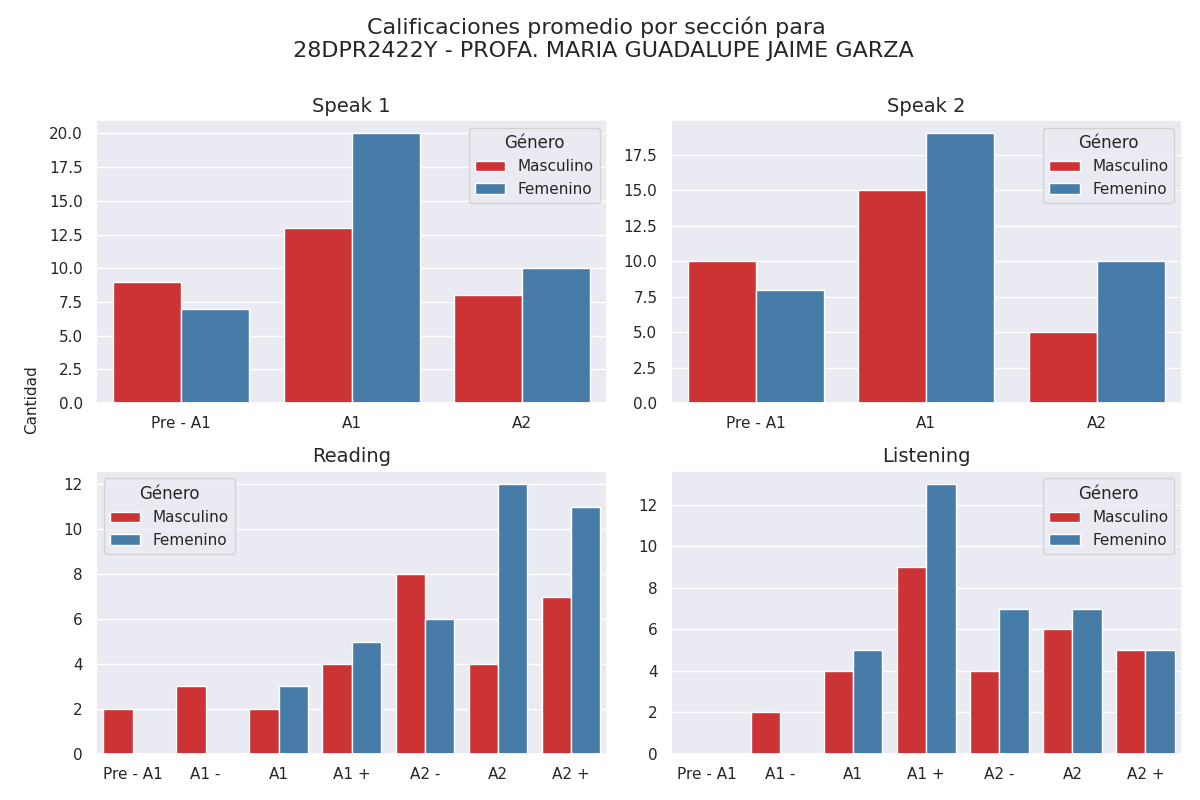 Calificaciones promedio por sección para
28DPR2422Y - PROFA. MARIA GUADALUPE JAIME GARZA
Cantidad
Speak 1
20.0
17.5
15.0
12.5
10.0
7.5
5.0
2.5
0.0
Género
Masculino
Femenino
Pre - A1 A1 A2
Speak 2
17.5
15.0
12.5
10.0
7.5
5.0
2.5
0.0
Género
Masculino
Femenino
Pre - A1 A1 A2
Reading
12
10
8
6
4
2
0
Género
Masculino
Femenino
Pre - A1 A1 - A1 A1 + A2 - A2 A2 +
Listening
12
10
8
6
4
2
0
Género
Masculino
Femenino
Pre - A1 A1 - A1 A1 + A2 - A2 A2 +